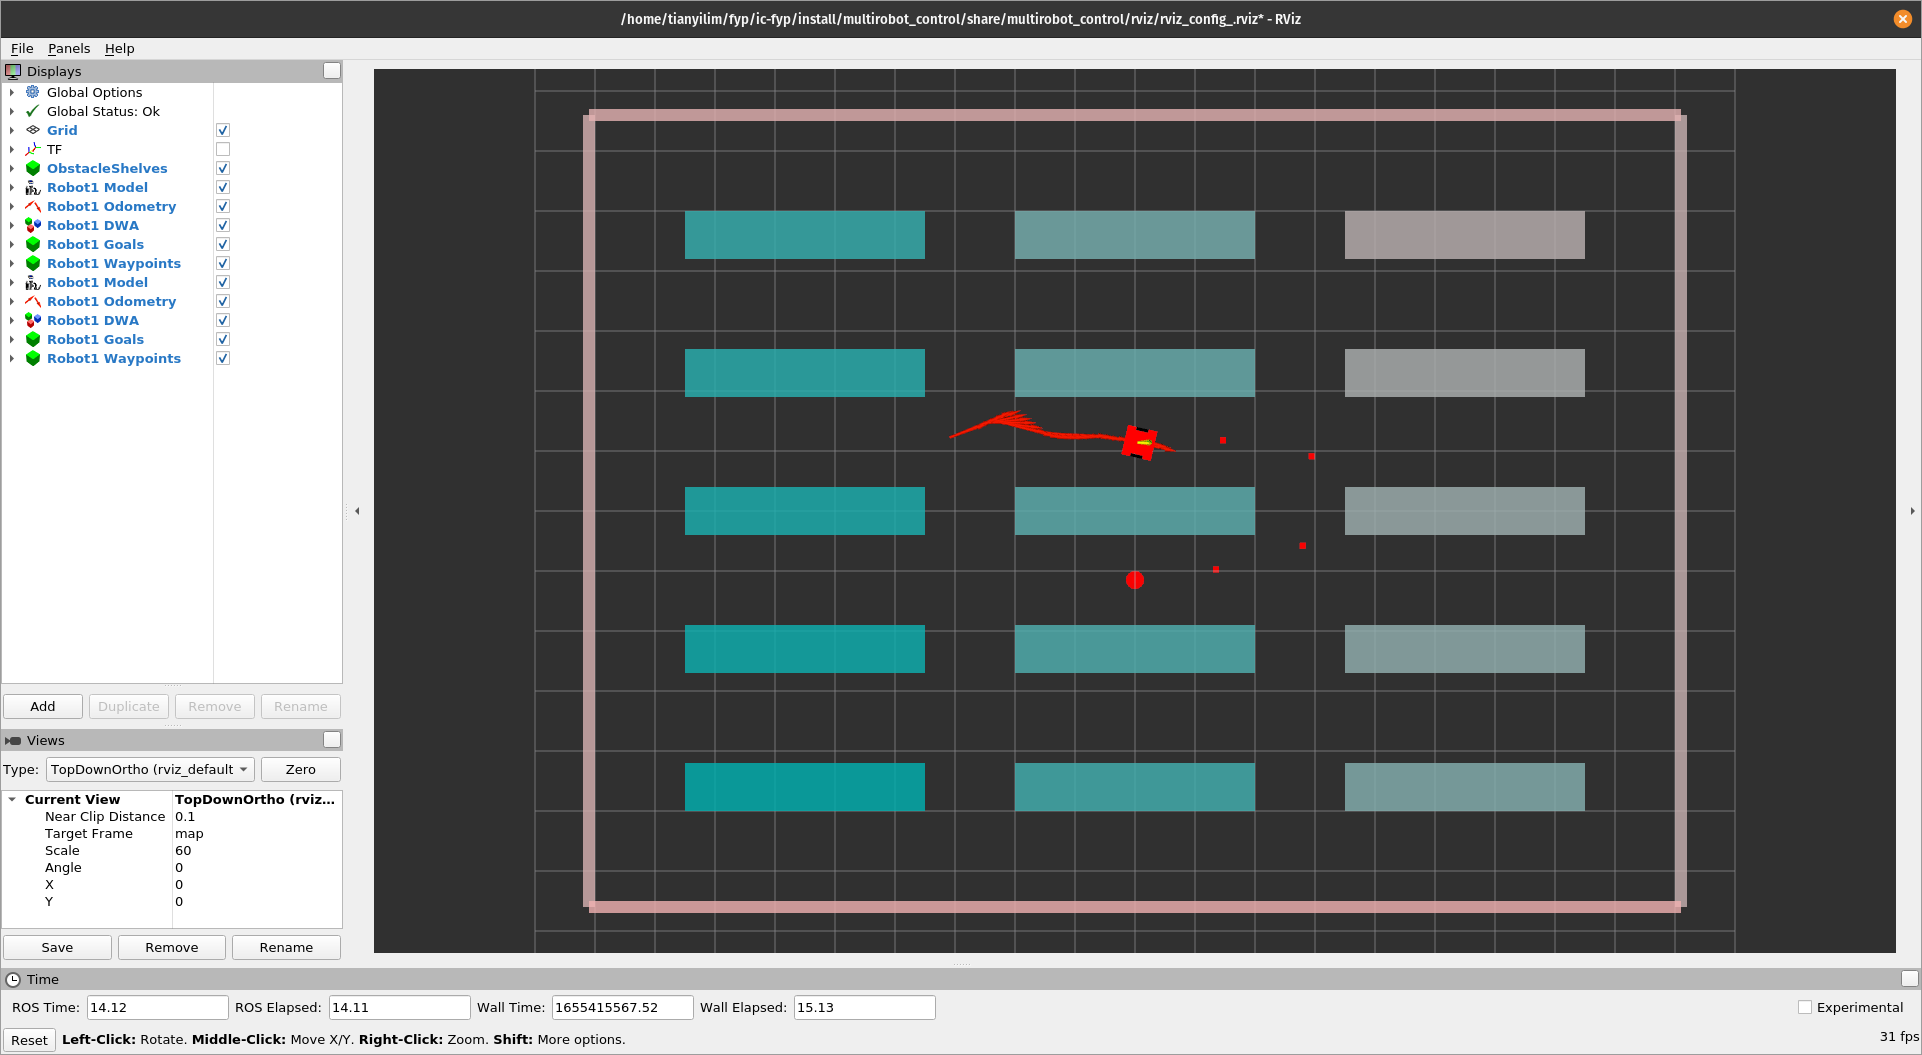 /home/tianyilim/fyp/ic-fyp/install/multirobot_control/share/multirobot_control/rviz/rviz_config_.rviz* - RViz
File Panels Help
Displays
Global Options
Global Status: Ok
Grid
TF
ObstacleShelves
Robot1 Model
Robot1 Odometry
Robot1 DWA
Robot1 Goals
Robot1 Waypoints
Robot1 Model
Robot1 Odometry
Robot1 DWA
Robot1 Goals
Robot1 Waypoints
Add Duplicate Remove Rename
Views
Type: TopDownOrtho (rviz_default Zero
Current View TopDownOrtho (rviz...
Near Clip Distance 0.1
Target Frame map
Scale 60
Angle 0
X 0
Y 0
Save Remove Rename
Time
ROS Time: 14.12 ROS Elapsed: 14.11 Wall Time: 1655415567.52 Wall Elapsed: 15.13 Experimental
Reset Left-Click: Rotate. Middle-Click: Move X/Y. Right-Click: Zoom. Shift: More options. 31 fps